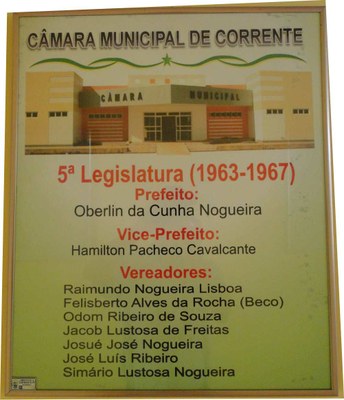 CÂMARA MUNICIPAL DE CORRENTE
CÂMARA MUNICIPAL
5ª Legislatura (1963-1967)
Prefeito:
Oberlin da Cunha Nogueira
Vice-Prefeito:
Hamilton Pacheco Cavalcante
Vereadores:
Raimundo Nogueira Lisboa
Felisberto Alves da Rocha (Beco)
Odom Ribeiro de Souza
Jacob Lustosa de Freitas
Josué José Nogueira
José Luís Ribeiro
Simário Lustosa Nogueira